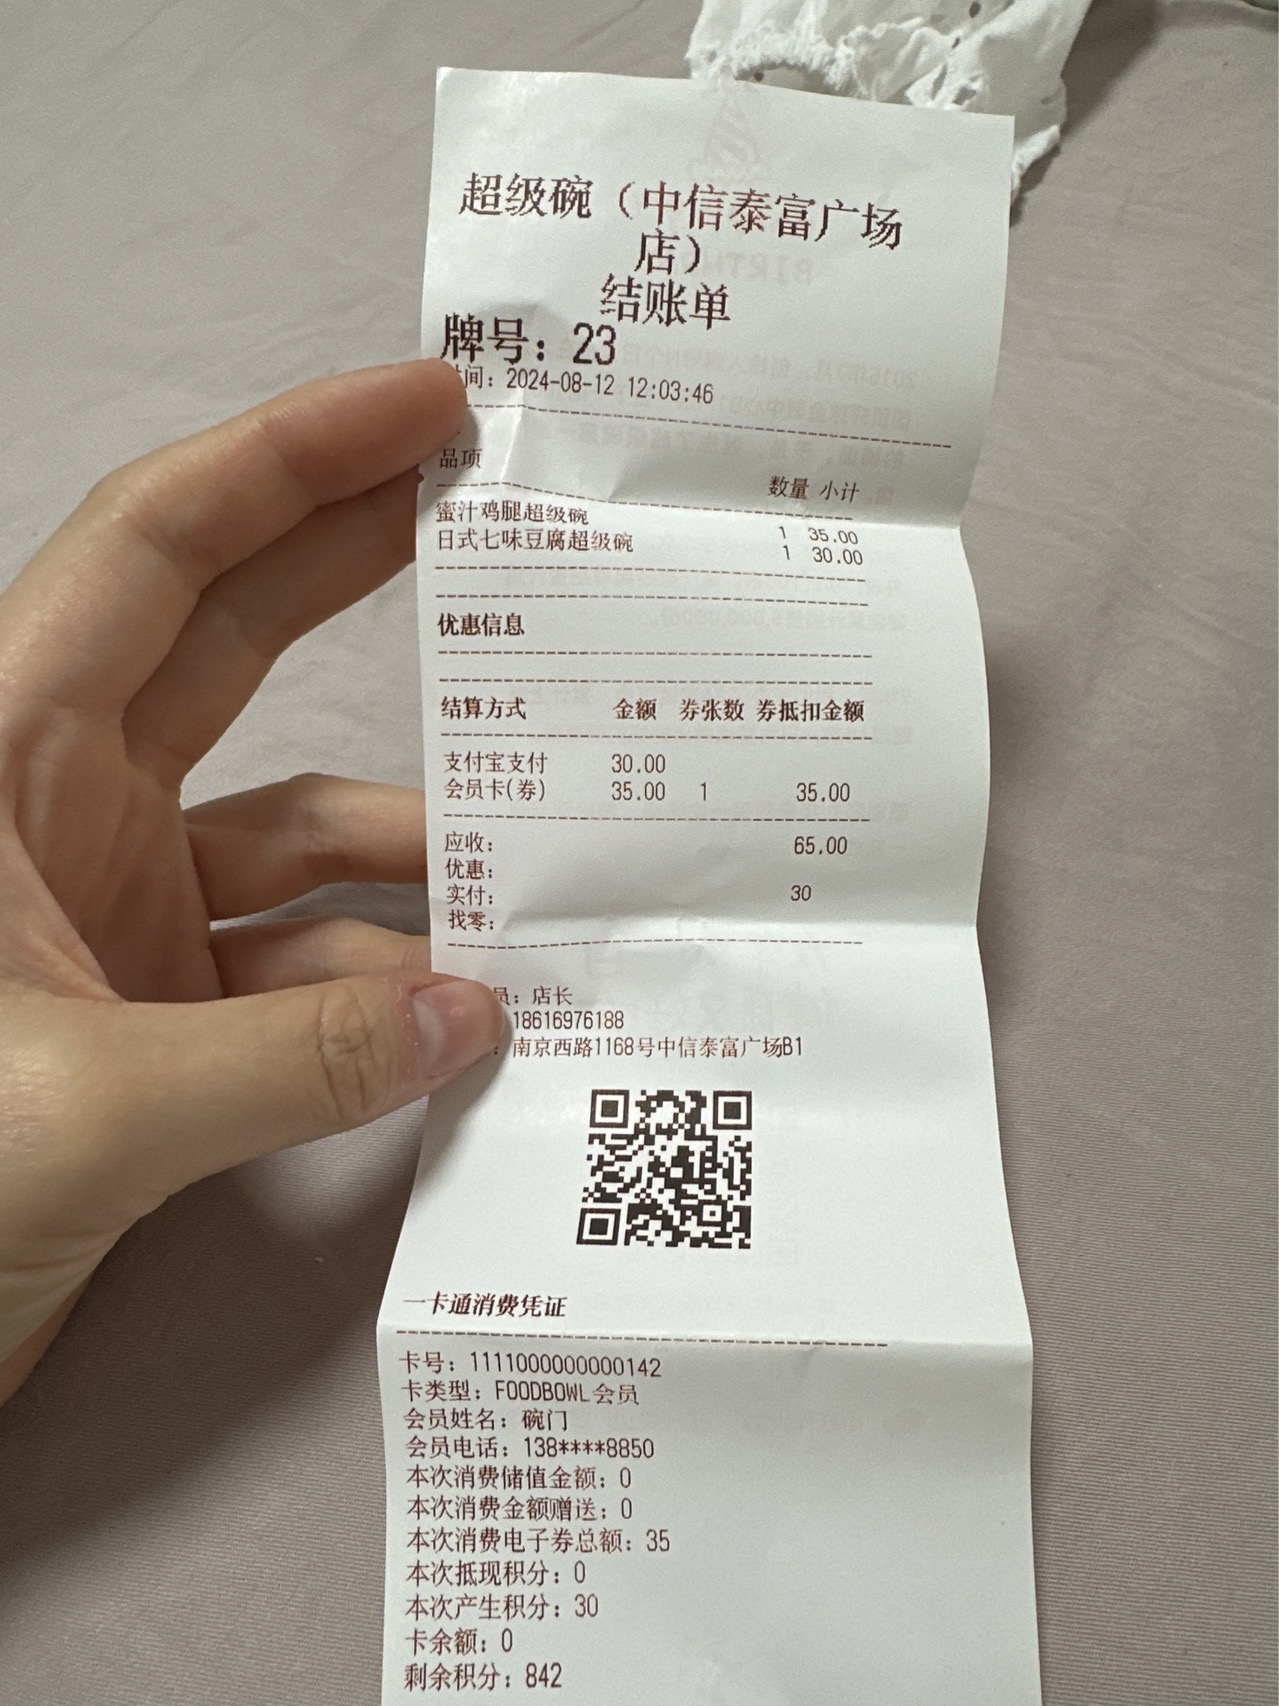 超级碗（中信泰富广场
店）
结账单
牌号：23
时间：2024-08-12 12:03:46
品项 数量 小计
蜜汁鸡腿超级碗 1 35.00
日式七味豆腐超级碗 1 30.00
优惠信息
结算方式 金额 券张数 券抵扣金额
支付宝支付 30.00
会员卡(券) 35.00 1 35.00
应收： 65.00
优惠：
实付： 30
找零：
员：店长
18616976188
：南京西路1168号中信泰富广场B1
一卡通消费凭证
卡号：1111000000000142
卡类型：FOODBOWL会员
会员姓名：碗门
会员电话：138****8850
本次消费储值金额：0
本次消费金额赠送：0
本次消费电子券总额：35
本次抵现积分：0
本次产生积分：30
卡余额：0
剩余积分：842